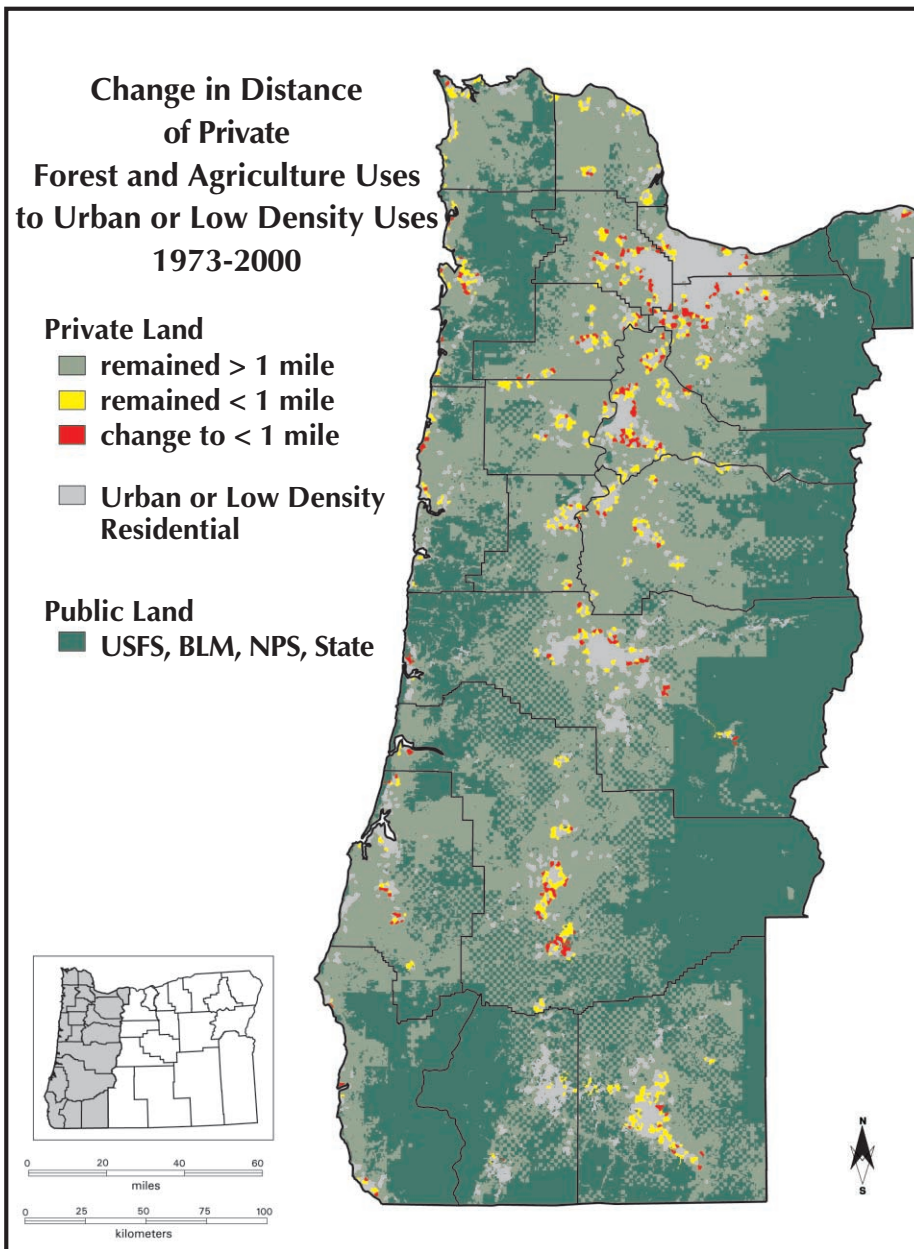 Change in Distance
of Private
Forest and Agriculture Uses
to Urban or Low Density Uses
1973-2000
Private Land
remained > 1 mile
remained < 1 mile
change to < 1 mile
Urban or Low Density
Residential
Public Land
USFS, BLM, NPS, State
0 20 40 60
miles
0 25 50 75 100
kilometers
N
S